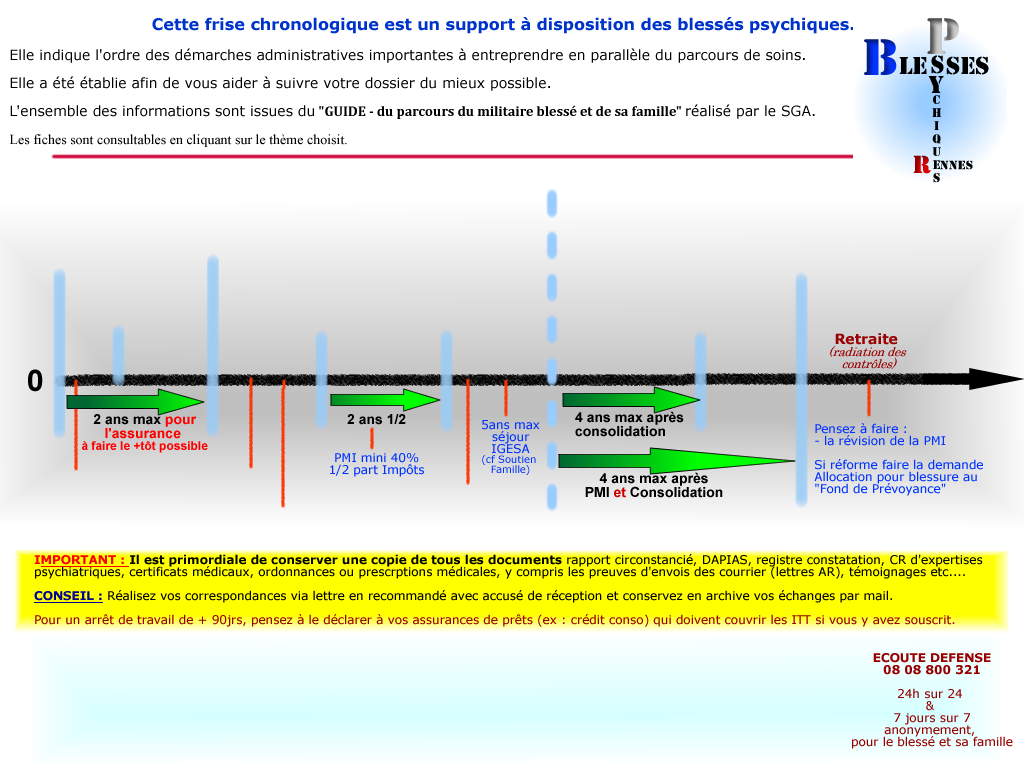 Cette frise chronologique est un support à disposition des blessés psychiques.
Elle indique l'ordre des démarches administratives importantes à entreprendre en parallèle du parcours de soins.
Elle a été établie afin de vous aider à suivre votre dossier du mieux possible.
L'ensemble des informations sont issues du "GUIDE - du parcours du militaire blessé et de sa famille" réalisé par le SGA.
Les fiches sont consultables en cliquant sur le thème choisit.
BLESSES
PSYCHIQUES
RENNES
0
2 ans max pour
l'assurance
à faire le +tôt possible
2 ans 1/2
PMI mini 40%
1/2 part Impôts
5ans max
séjour
IGESA
(cf Soutien
Famille)
4 ans max après
consolidation
4 ans max après
PMI et Consolidation
Retraite
(radiation des
contrôles)
Pensez à faire :
- la révision de la PMI
Si réforme faire la demande
Allocation pour blessure au
"Fond de Prévoyance"
IMPORTANT : Il est primordiale de conserver une copie de tous les documents rapport circonstancié, DAPIAS, registre constatation, CR d'expertises
psychiatriques, certificats médicaux, ordonnances ou prescrptions médicales, y compris les preuves d'envois des courrier (lettres AR), témoignages etc....
CONSEIL : Réalisez vos correspondances via lettre en recommandé avec accusé de réception et conservez en archive vos échanges par mail.
Pour un arrêt de travail de + 90jrs, pensez à le déclarer à vos assurances de prêts (ex : crédit conso) qui doivent couvrir les ITT si vous y avez souscrit.
ECOUTE DEFENSE
08 08 800 321
24h sur 24
&
7 jours sur 7
anonymement,
pour le blessé et sa famille